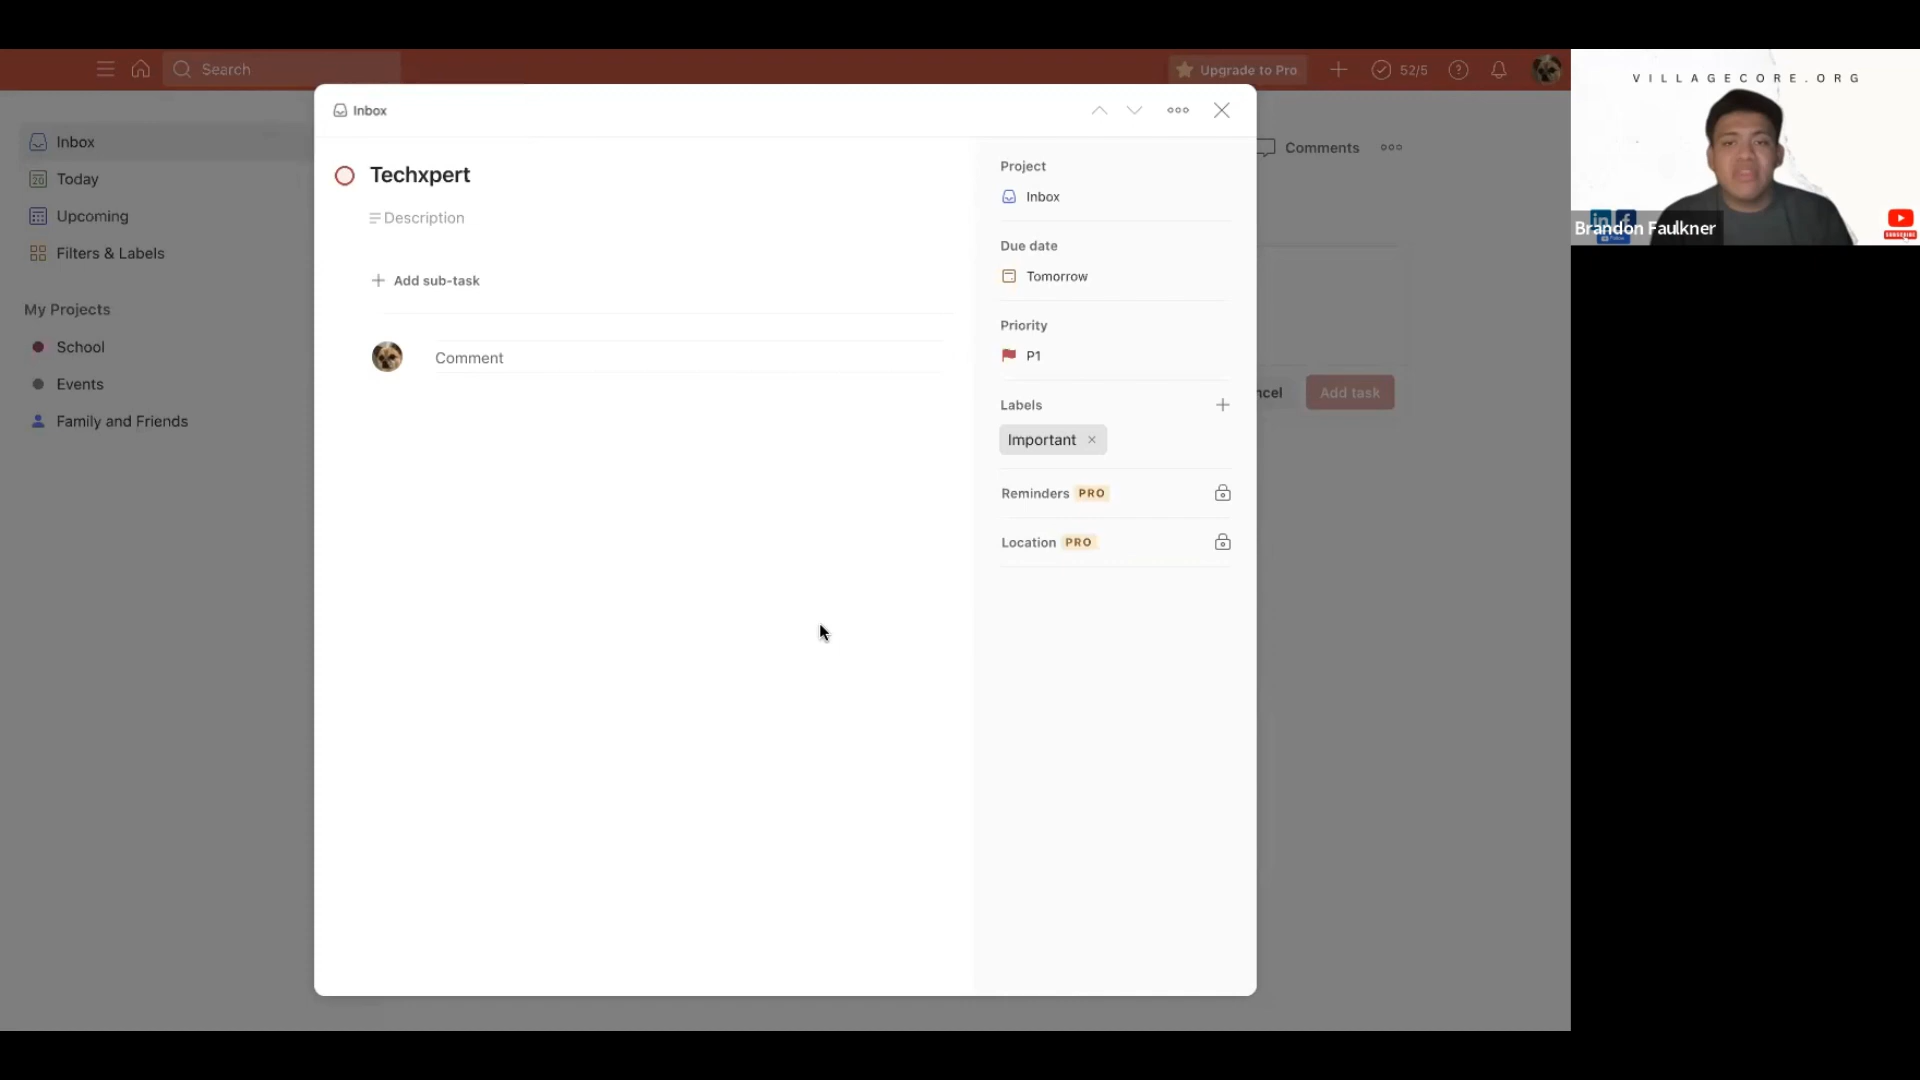 Search
Upgrade to Pro
52/5
VILLAGECORE.ORG
Inbox
Today
Upcoming
Filters & Labels
My Projects
School
Events
Family and Friends
Inbox
Techxpert
Description
Add sub-task
Comment
Project
Inbox
Due date
Tomorrow
Priority
P1
Labels
Important
Reminders PRO
Location PRO
Comments
ncel
Add task
in f
Brandon Faulkner